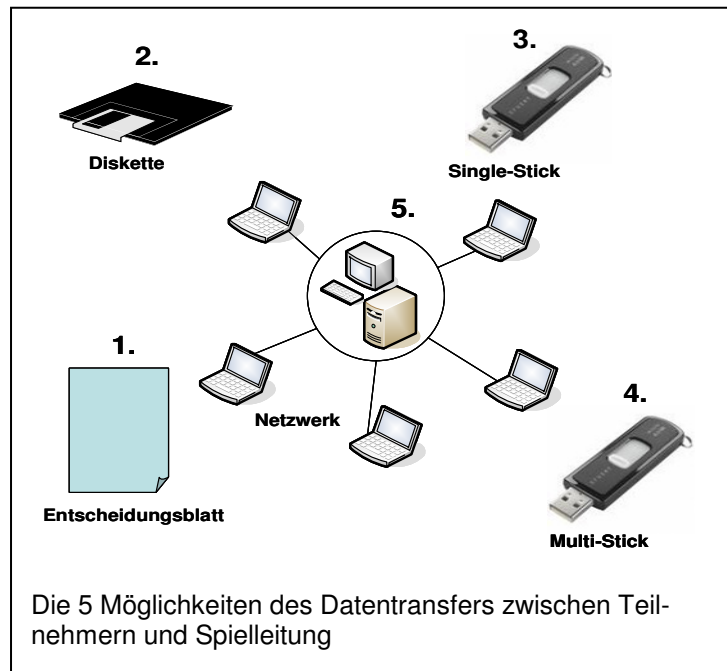 2.
Diskette
3.
Single-Stick
5.
1.
Entscheidungsblatt
Netzwerk
4.
Multi-Stick
Die 5 Möglichkeiten des Datentransfers zwischen Teil-
nehmern und Spielleitung